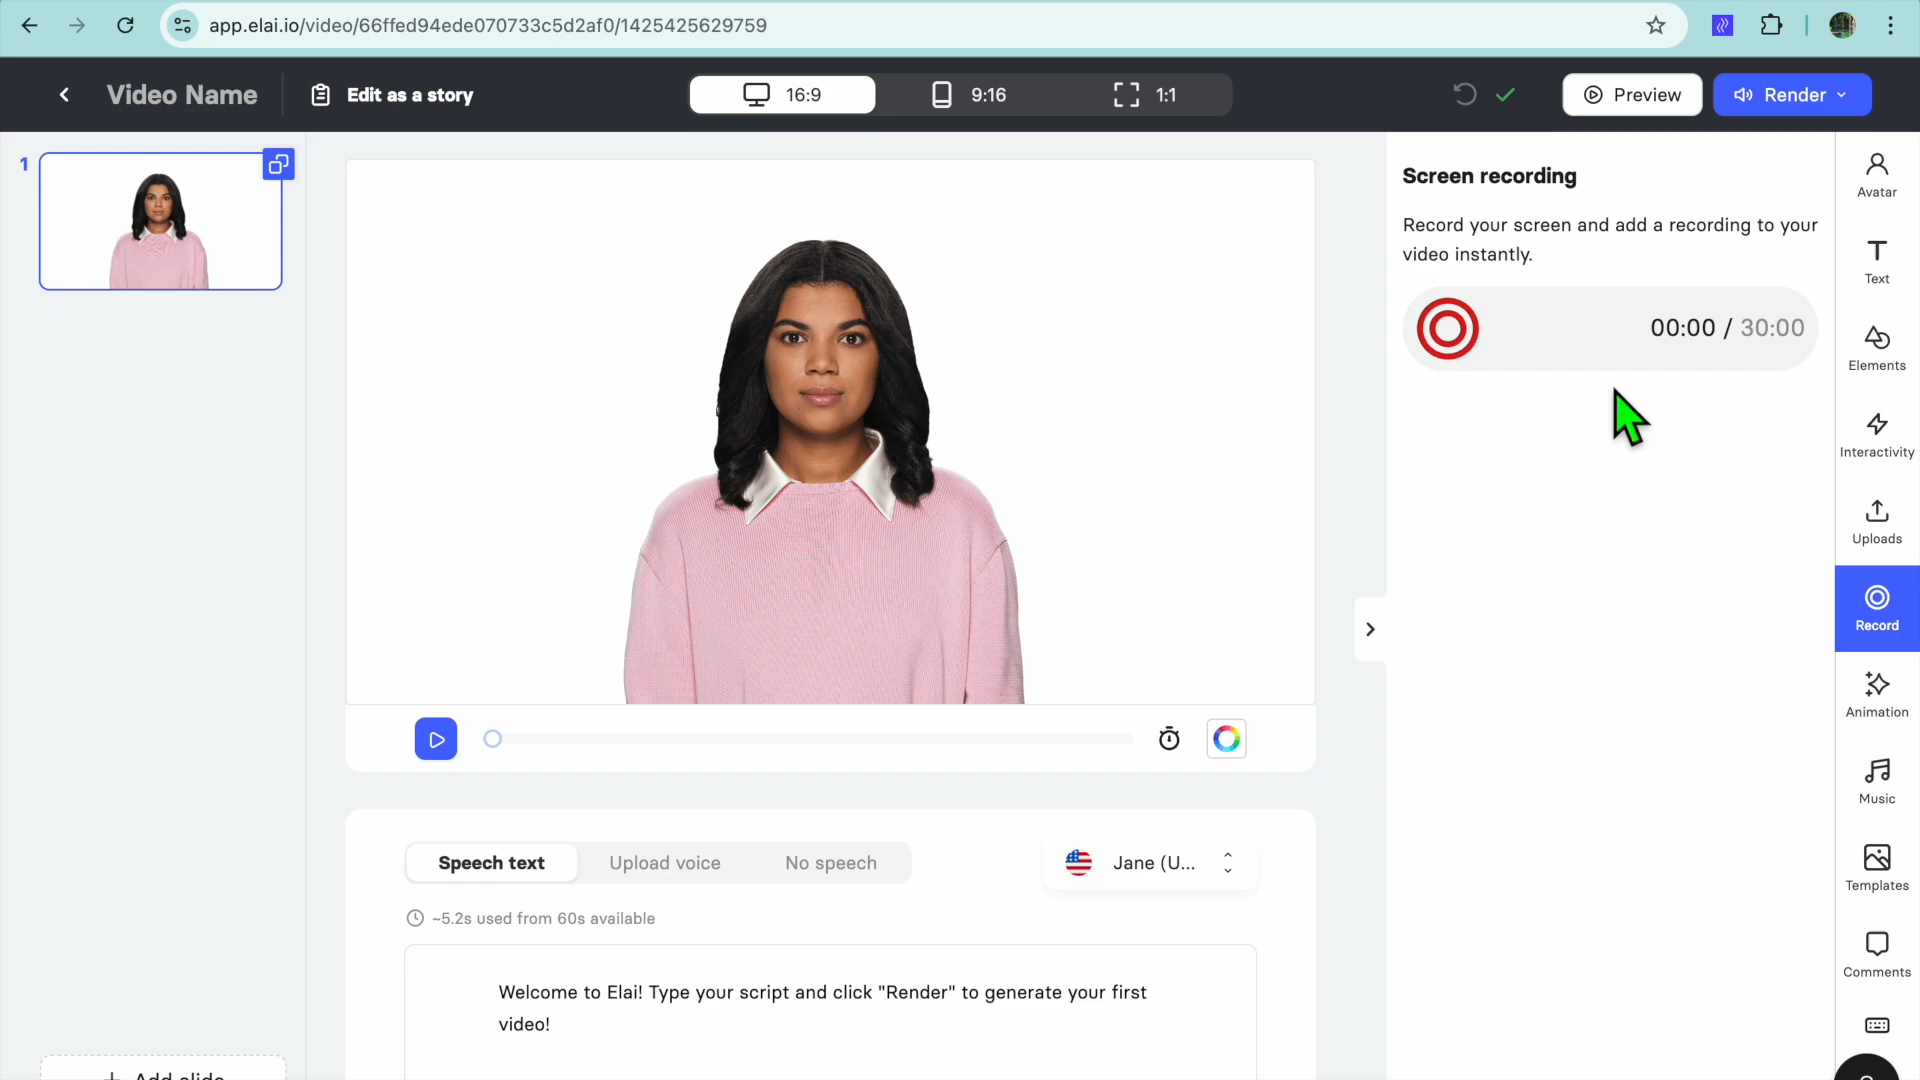 app.elai.io/video/66ffed94ede070733c5d2af0/1425425629759
Video Name
Edit as a story
16:9
9:16
1:1
Preview
Render
1
Screen recording
Record your screen and add a recording to your
video instantly.
00:00 / 30:00
Avatar
Text
Elements
Interactivity
Uploads
Record
Animation
Music
Templates
Comments
Speech text
Upload voice
No speech
Jane (U...
~5.2s used from 60s available
Welcome to Elai! Type your script and click "Render" to generate your first
video!
+ Add slide